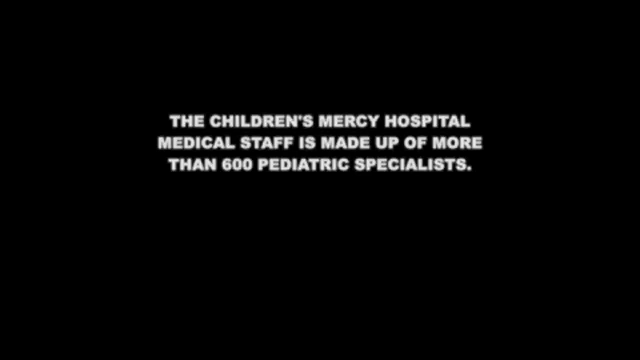 THE CHILDREN'S MERCY HOSPITAL
MEDICAL STAFF IS MADE UP OF MORE
THAN 600 PEDIATRIC SPECIALISTS.